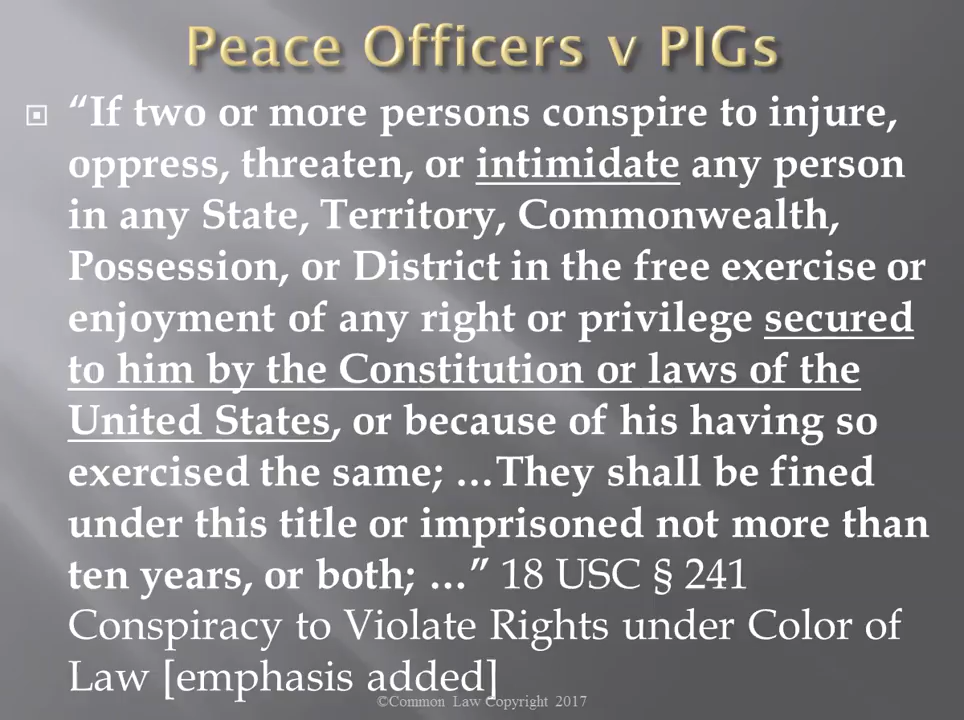 Peace Officers v PIGs
“If two or more persons conspire to injure,
oppress, threaten, or intimidate any person
in any State, Territory, Commonwealth,
Possession, or District in the free exercise or
enjoyment of any right or privilege secured
to him by the Constitution or laws of the
United States, or because of his having so
exercised the same; …They shall be fined
under this title or imprisoned not more than
ten years, or both; …” 18 USC § 241
Conspiracy to Violate Rights under Color of
Law [emphasis added]
©Common Law Copyright 2017